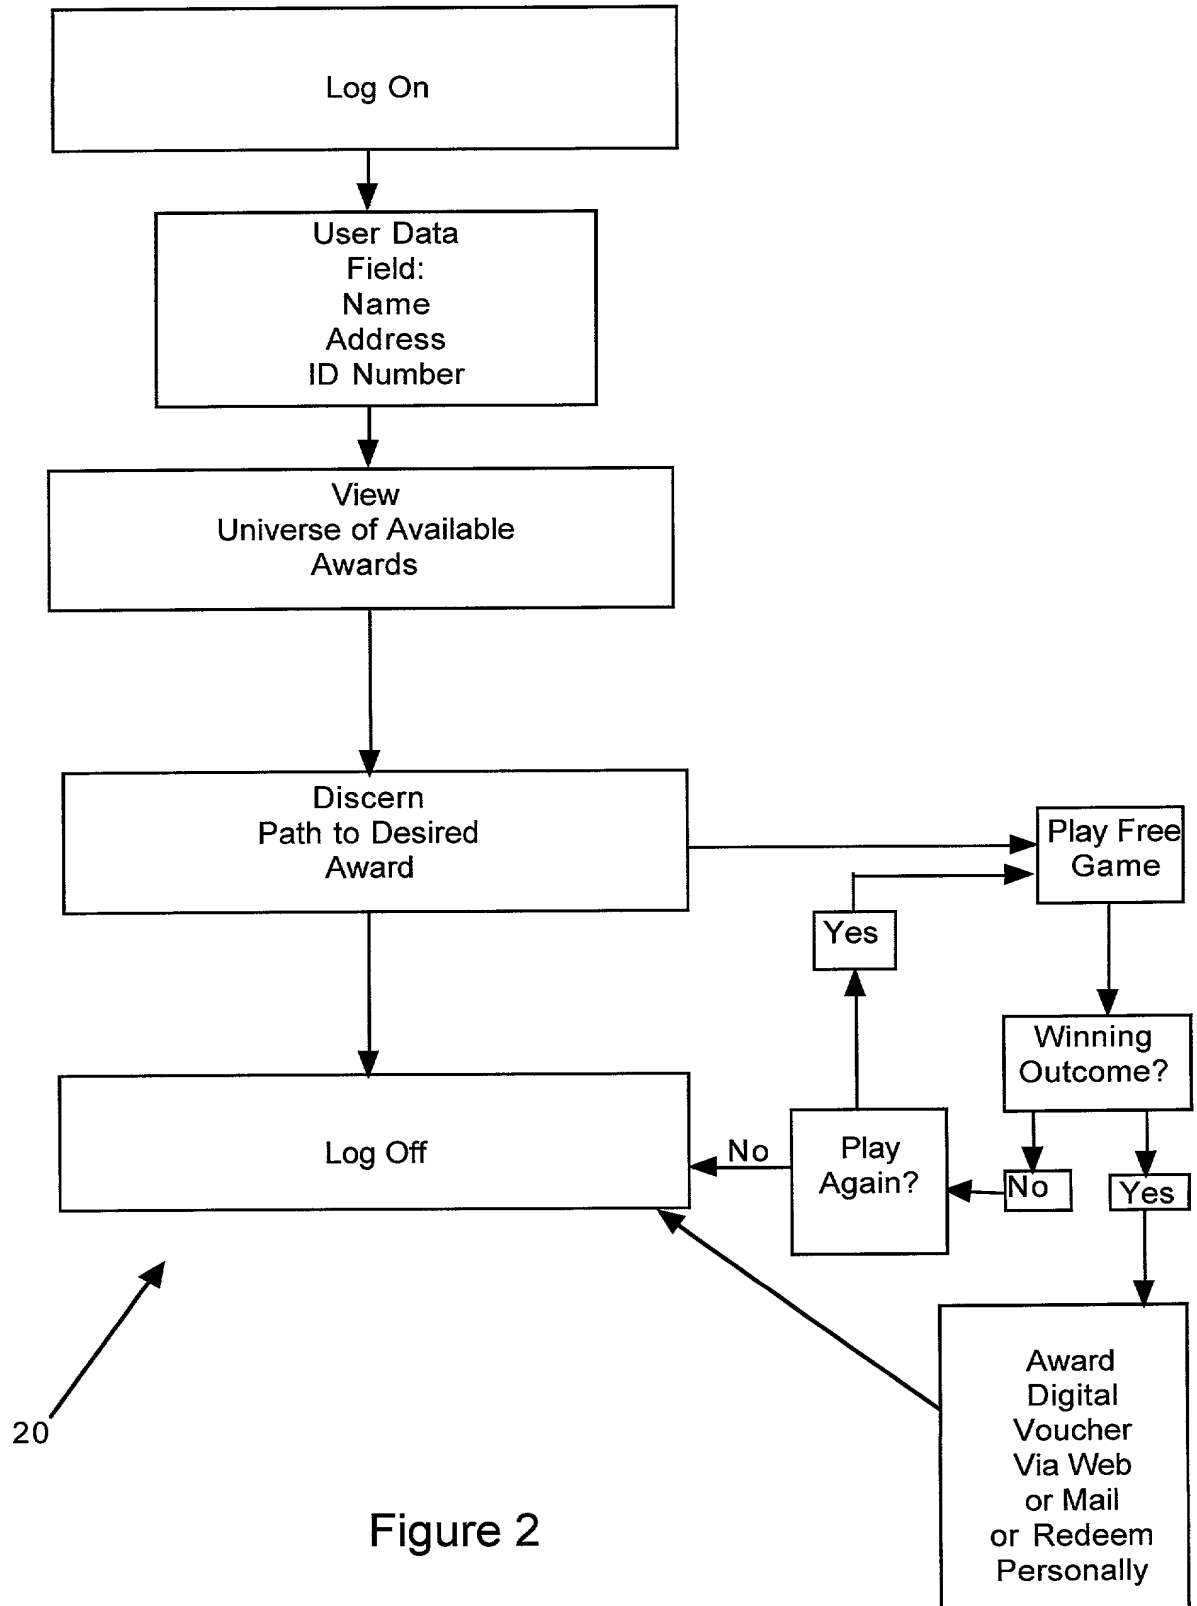 Log On
User Data
Field:
Name
Address
ID Number
View
Universe of Available
Awards
Discern
Path to Desired
Award
Play Free
Game
Yes
Winning
Outcome?
Log Off
No
Play
Again?
No
Yes
Award
Digital
Voucher
Via Web
or Mail
or Redeem
Personally
20
Figure 2